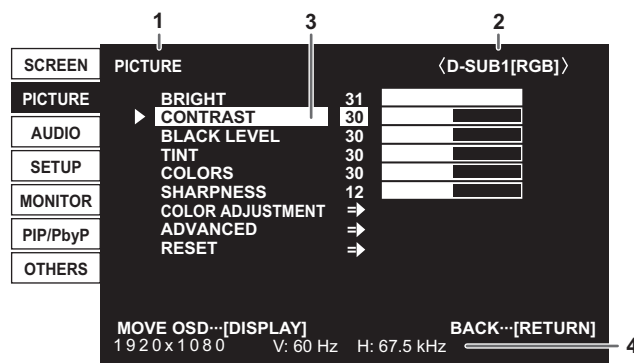 1 3 2
SCREEN
PICTURE
AUDIO
SETUP
MONITOR
PIP/PbyP
OTHERS
PICTURE 〈D-SUB1[RGB]〉
BRIGHT 31
CONTRAST 30
BLACK LEVEL 30
TINT 30
COLORS 30
SHARPNESS 12
COLOR ADJUSTMENT
ADVANCED
RESET
MOVE OSD···[DISPLAY] BACK···[RETURN]
1920x1080 V: 60 Hz H: 67.5 kHz 4